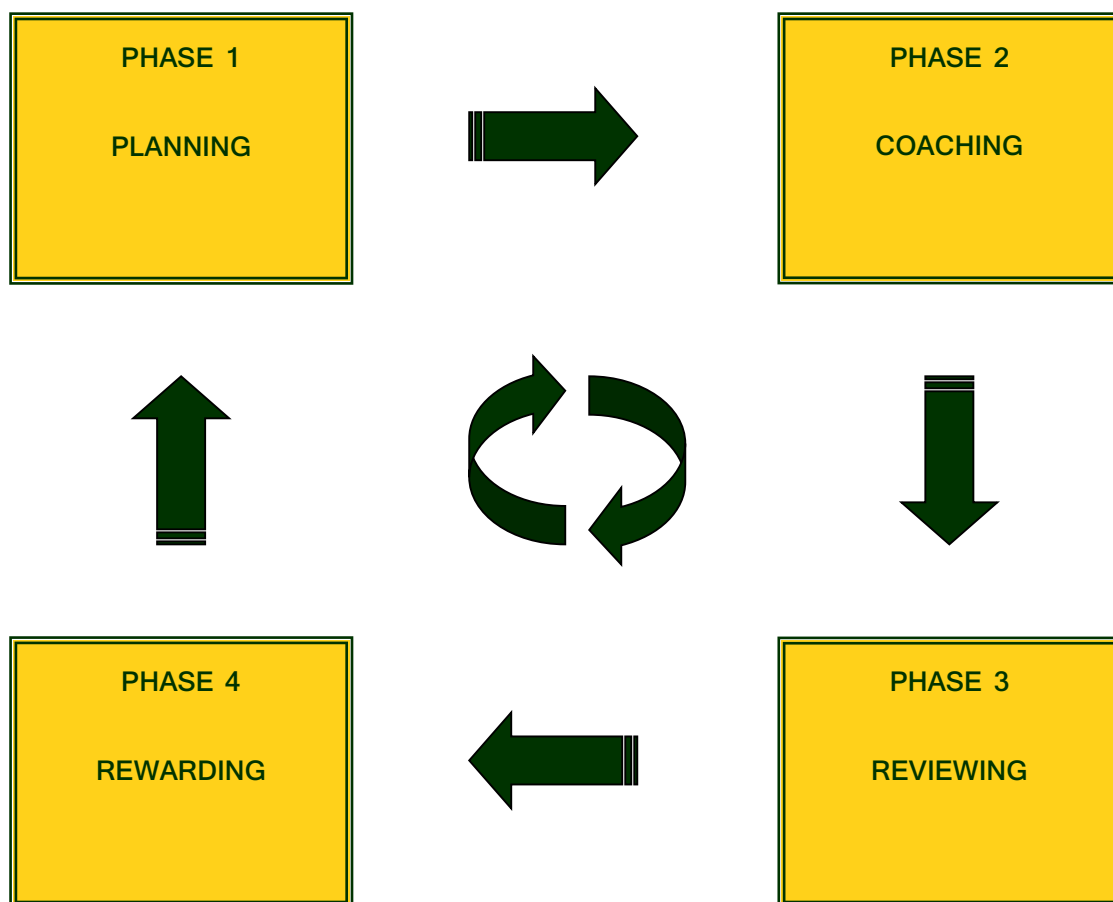 PHASE 1
PLANNING
PHASE 2
COACHING
PHASE 4
REWARDING
PHASE 3
REVIEWING